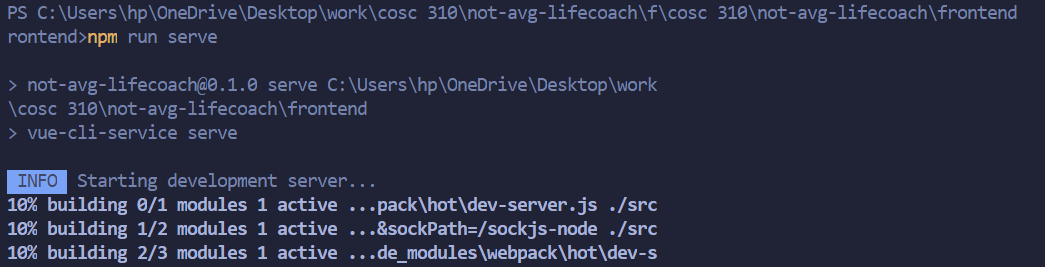 PS C:\Users\hp\OneDrive\Desktop\work\cosc 310\not-avg-lifecoach\f\cosc 310\not-avg-lifecoach\frontend
rontend>npm run serve
> not-avg-lifecoach@0.1.0 serve C:\Users\hp\OneDrive\Desktop\work
\cosc 310\not-avg-lifecoach\frontend
> vue-cli-service serve
INFO Starting development server...
10% building 0/1 modules 1 active ...pack\hot\dev-server.js ./src
10% building 1/2 modules 1 active ...&sockPath=/sockjs-node ./src
10% building 2/3 modules 1 active ...de_modules\webpack\hot\dev-s